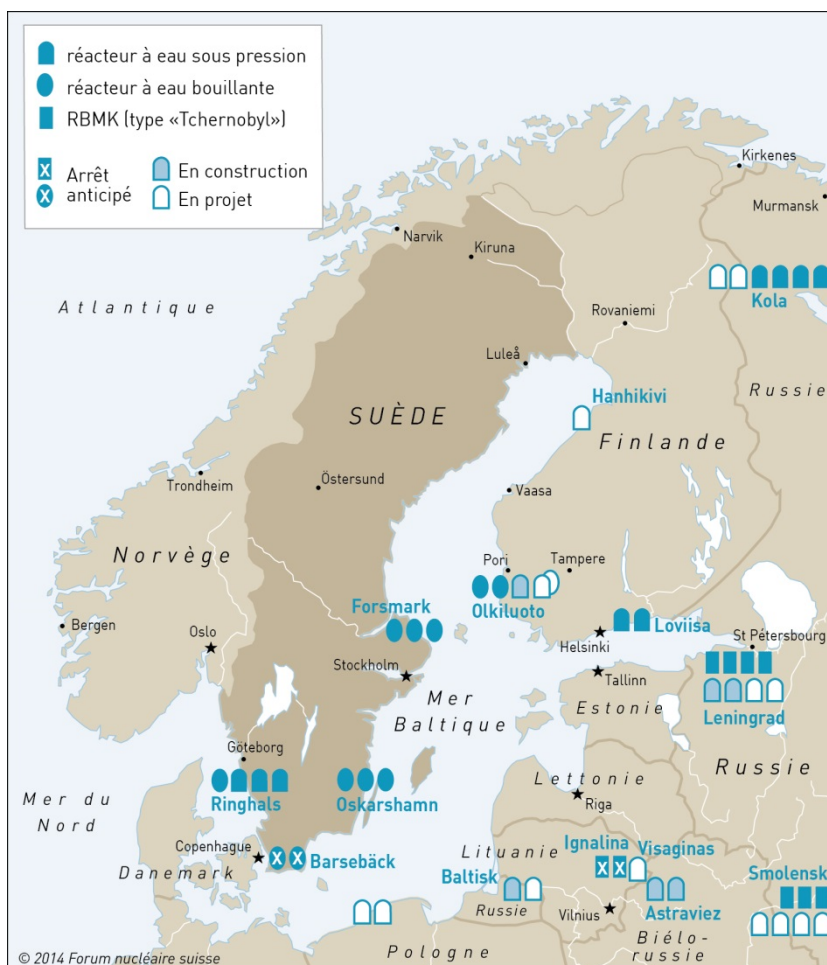 réacteur à eau sous pression
réacteur à eau bouillante
RBMK (type «Tchernobyl»)
X Arrêt
X anticipé
En construction
En projet
Kirkenes
Murmansk
Narvik
Kiruna
Kola
Atlantique
Rovaniemi
Luleå
Russie
Hanhikivi
SUÈDE
Finlande
Östersund
Trondheim
Vaasa
Norvège
Pori
Tampere
Olkiluoto
Forsmark
Loviisa
Bergen
Oslo
Helsinki
St Pétersbourg
Stockholm
Tallinn
Mer
Baltique
Estonie
Leningrad
Göteborg
Russie
Ringhals
Oskarshamn
Lettonie
Riga
Mer du
Nord
Copenhague
X X Barsebäck
Danemark
Lituanie
Ignalina
Visaginas
X X
Baltisk
Smolensk
Russie
Vilnius
Astraviez
Biélo-
russie
Pologne
© 2014 Forum nucléaire suisse